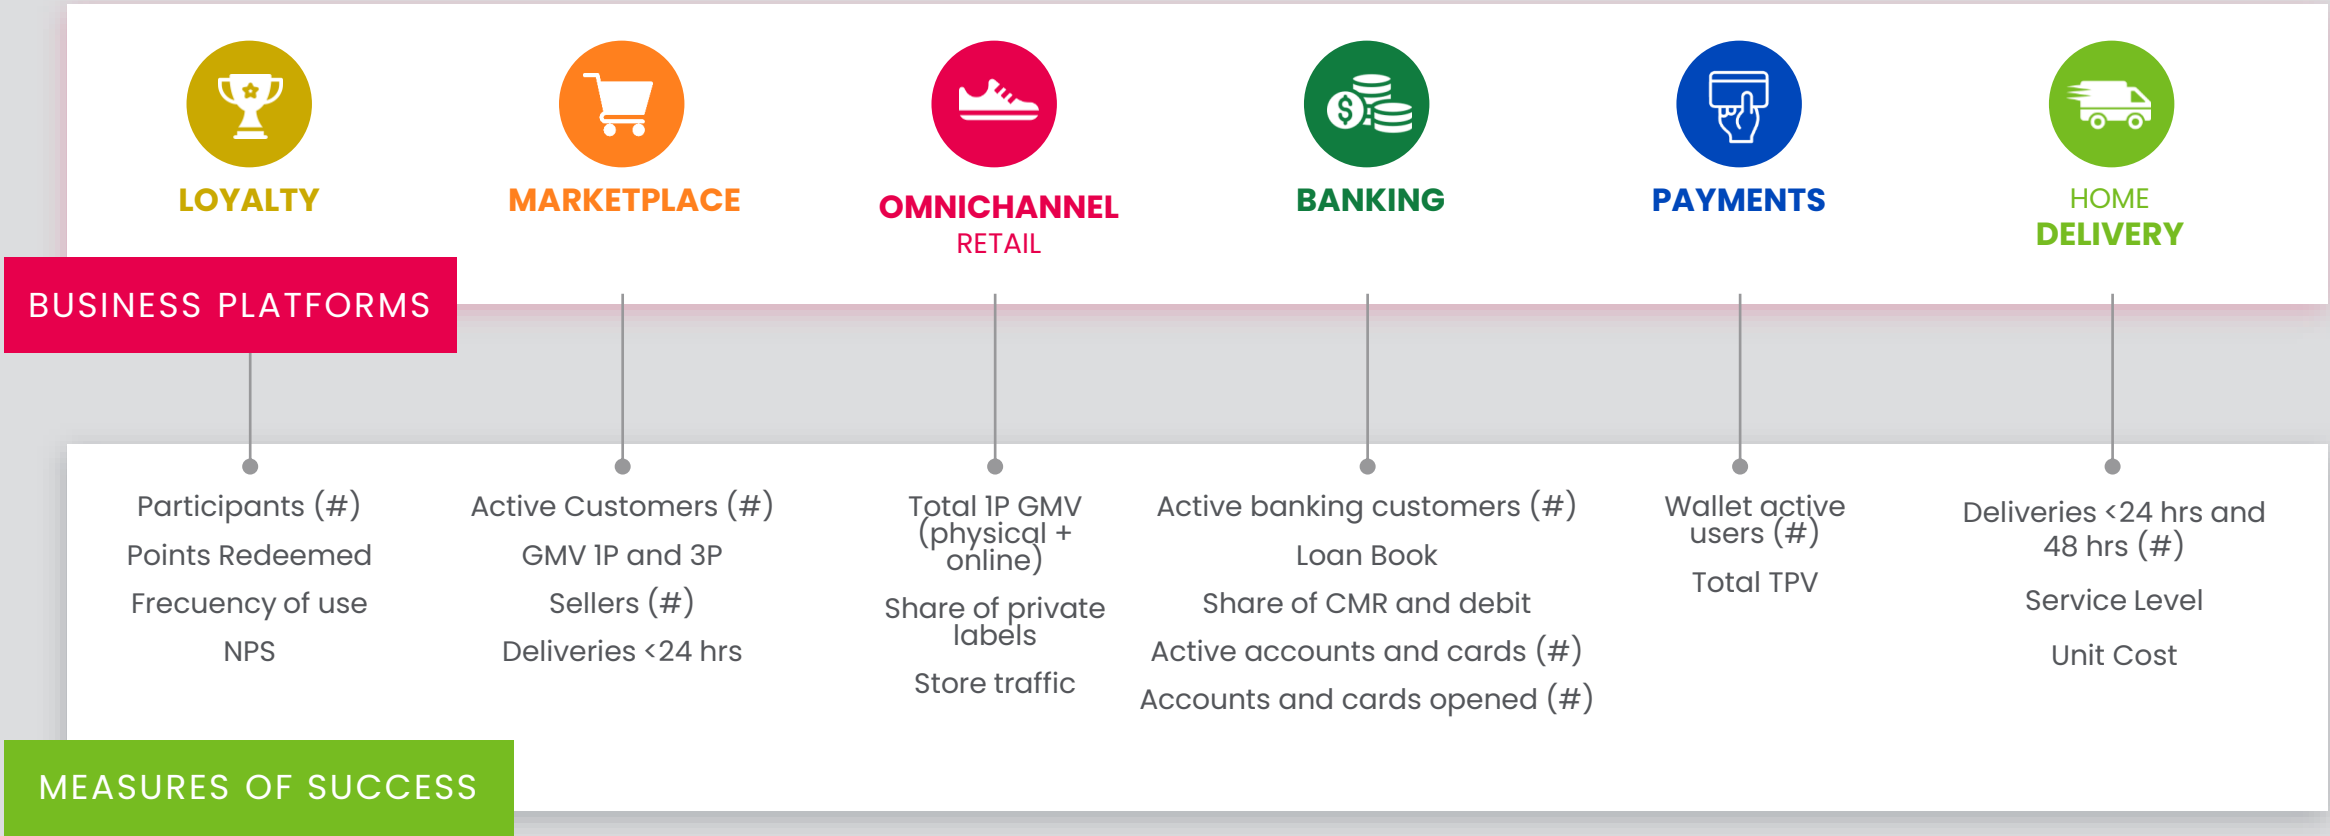 LOYALTY
MARKETPLACE
OMNICHANNEL
RETAIL
BANKING
PAYMENTS
HOME
DELIVERY
BUSINESS PLATFORMS
Participants (#)
Points Redeemed
Frecuency of use
NPS
Active Customers (#)
GMV 1P and 3P
Sellers (#)
Deliveries <24 hrs
Total 1P GMV
(physical +
online)
Share of private
labels
Store traffic
Active banking customers (#)
Loan Book
Share of CMR and debit
Active accounts and cards (#)
Accounts and cards opened (#)
Wallet active
users (#)
Total TPV
Deliveries <24 hrs and
48 hrs (#)
Service Level
Unit Cost
MEASURES OF SUCCESS